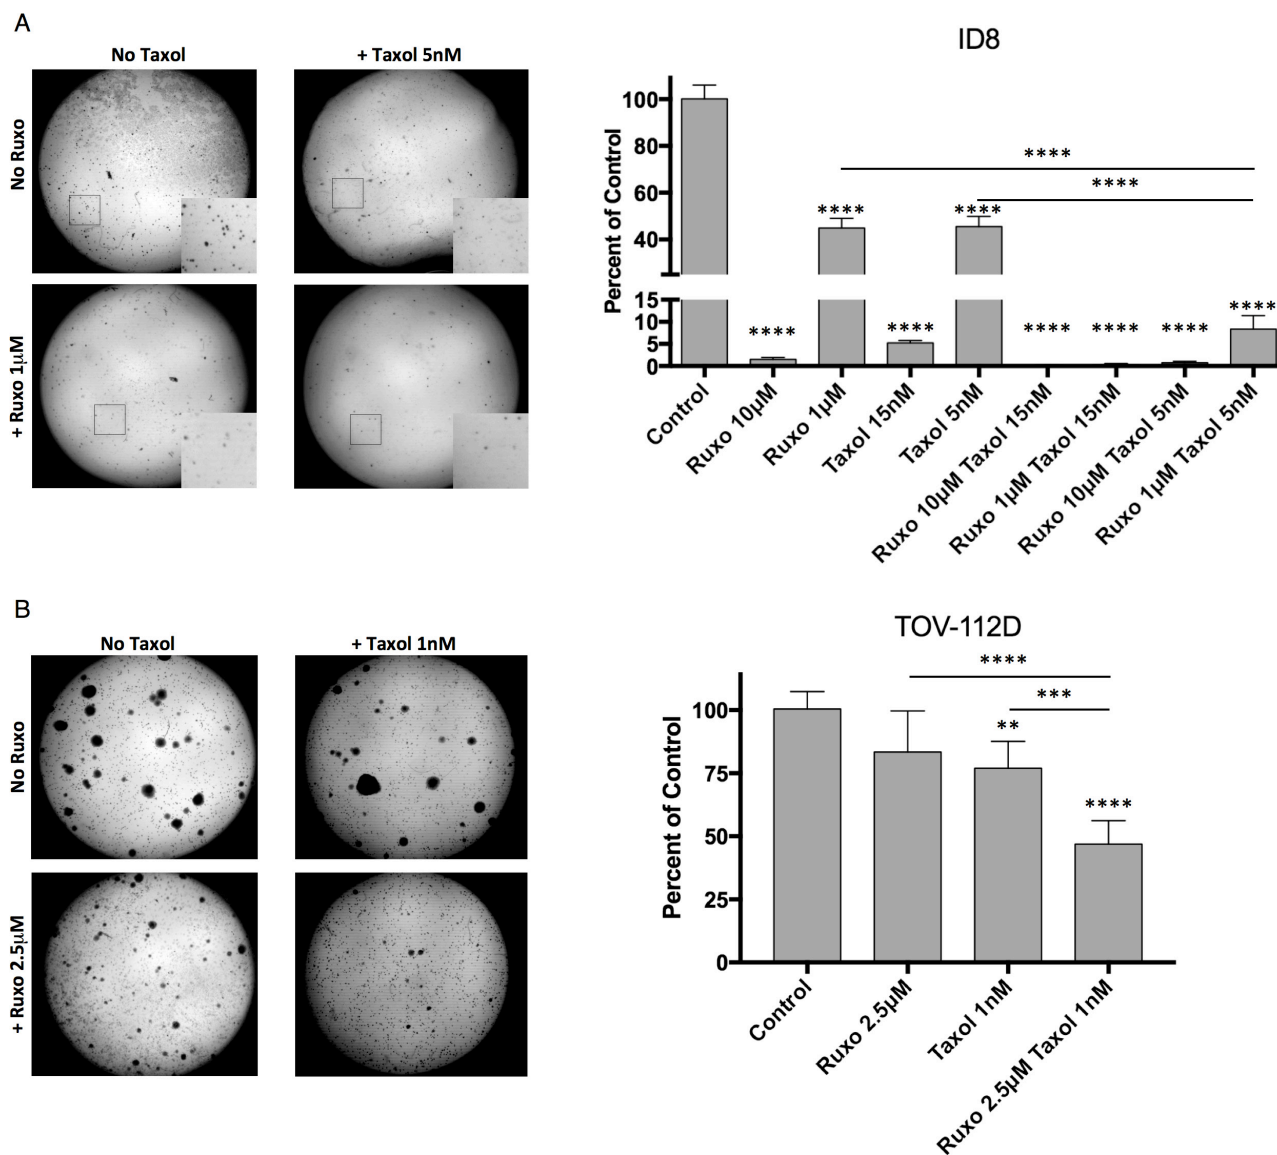 A
No Taxol
+ Taxol 5nM
No Ruxo
+ Ruxo 1µM
ID8
Percent of Control
100
80
60
40
15
10
5
0
****
****
****
****
****
****
****
****
****
****
Control
Ruxo 10µM
Ruxo 1µM
Taxol 15nM
Taxol 5nM
Ruxo 10µM Taxol 15nM
Ruxo 1µM Taxol 15nM
Ruxo 10µM Taxol 5nM
Ruxo 1µM Taxol 5nM
B
No Taxol
+ Taxol 1nM
No Ruxo
+ Ruxo 2.5µM
TOV-112D
Percent of Control
100
75
50
25
0
****
***
**
****
Control
Ruxo 2.5µM
Taxol 1nM
Ruxo 2.5µM Taxol 1nM